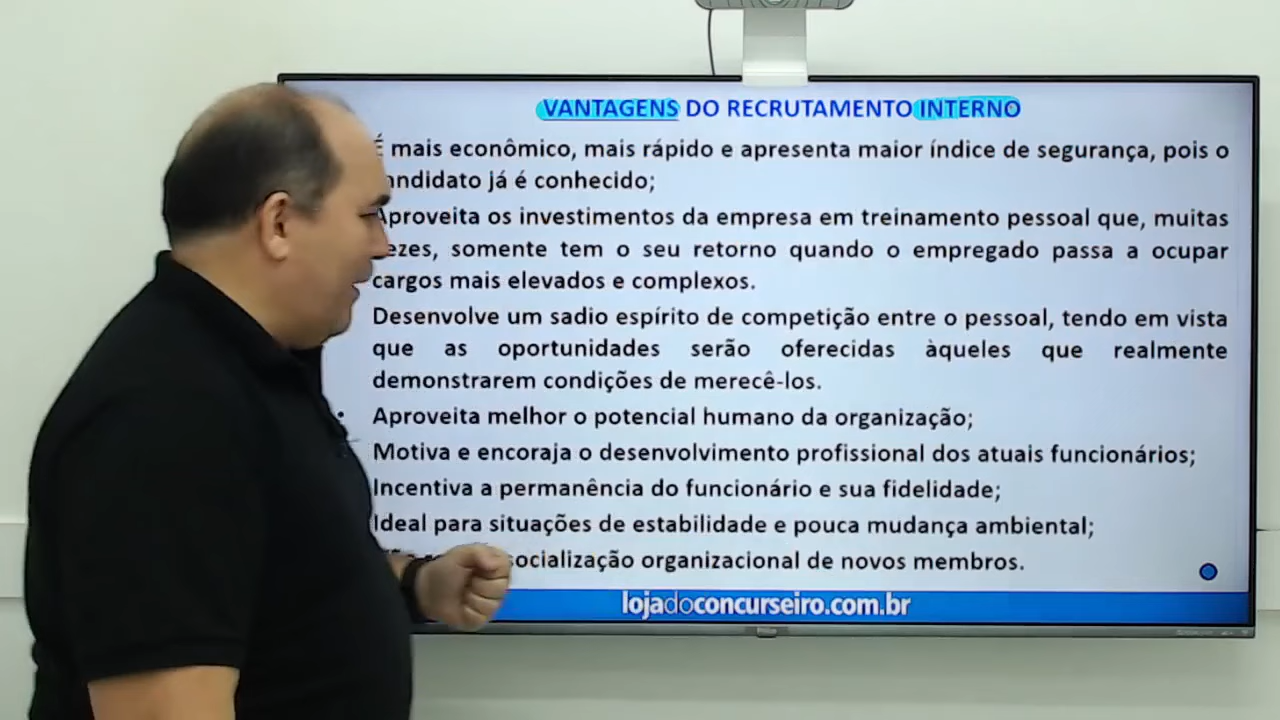 VANTAGENS DO RECRUTAMENTO INTERNO
É mais econômico, mais rápido e apresenta maior índice de segurança, pois o
candidato já é conhecido;
Aproveita os investimentos da empresa em treinamento pessoal que, muitas
vezes, somente tem o seu retorno quando o empregado passa a ocupar
cargos mais elevados e complexos.
Desenvolve um sadio espírito de competição entre o pessoal, tendo em vista
que as oportunidades serão oferecidas àqueles que realmente
demonstrarem condições de merecê-los.
Aproveita melhor o potencial humano da organização;
Motiva e encoraja o desenvolvimento profissional dos atuais funcionários;
Incentiva a permanência do funcionário e sua fidelidade;
Ideal para situações de estabilidade e pouca mudança ambiental;
socialização organizacional de novos membros.
lojadoconcurseiro.com.br